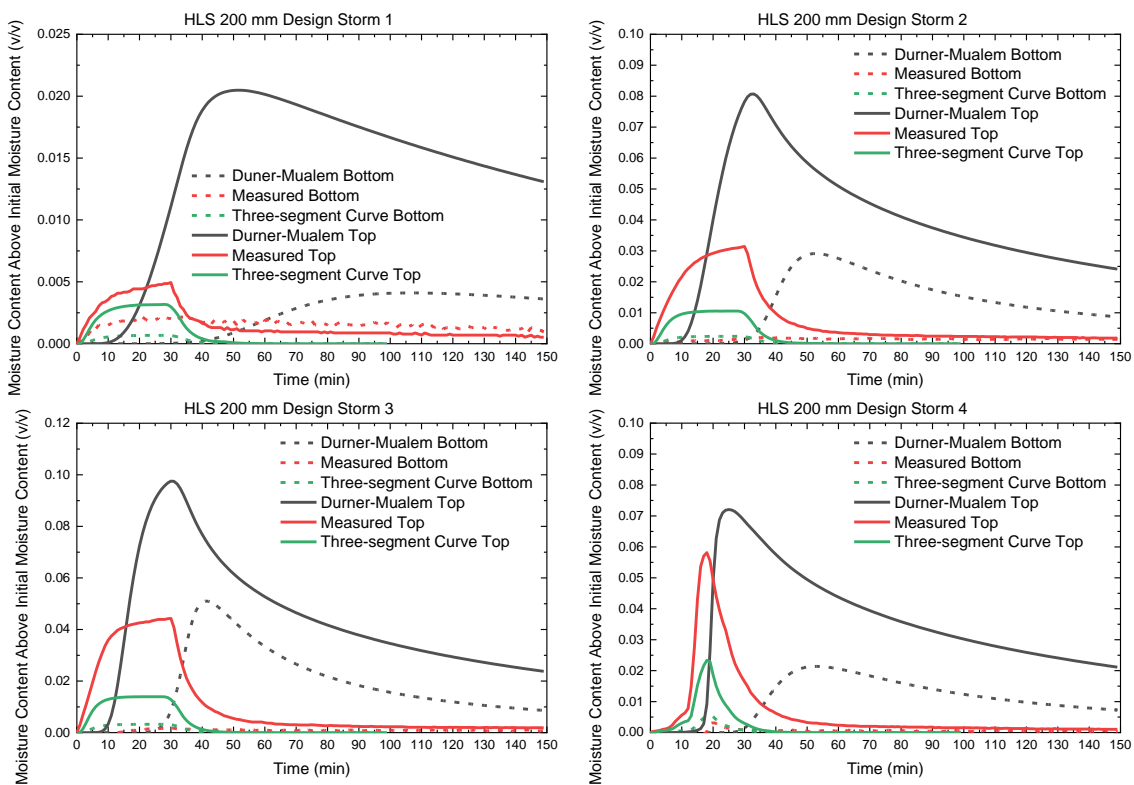 HLS 200 mm Design Storm 1
Moisture Content Above Initial Moisture Content (v/v)
0.025
0.020
0.015
0.010
0.005
0.000
Duner-Mualem Bottom
Measured Bottom
Three-segment Curve Bottom
Durner-Mualem Top
Measured Top
Three-segment Curve Top
0 10 20 30 40 50 60 70 80 90 100 110 120 130 140 150
Time (min)
HLS 200 mm Design Storm 2
Moisture Content Above Initial Moisture Content (v/v)
0.10
0.09
0.08
0.07
0.06
0.05
0.04
0.03
0.02
0.01
0.00
Durner-Mualem Bottom
Measured Bottom
Three-segment Curve Bottom
Durner-Mualem Top
Measured Top
Three-segment Curve Top
0 10 20 30 40 50 60 70 80 90 100 110 120 130 140 150
Time (min)
HLS 200 mm Design Storm 3
Moisture Content Above Initial Moisture Content (v/v)
0.12
0.10
0.08
0.06
0.04
0.02
0.00
Durner-Mualem Bottom
Measured Bottom
Three-segment Curve Bottom
Durner-Mualem Top
Measured Top
Three-segment Curve Top
0 10 20 30 40 50 60 70 80 90 100 110 120 130 140 150
Time (min)
HLS 200 mm Design Storm 4
Moisture Content Above Initial Moisture Content (v/v)
0.10
0.09
0.08
0.07
0.06
0.05
0.04
0.03
0.02
0.01
0.00
Durner-Mualem Bottom
Measured Bottom
Three-segment Curve Bottom
Durner-Mualem Top
Measured Top
Three-segment Curve Top
0 10 20 30 40 50 60 70 80 90 100 110 120 130 140 150
Time (min)